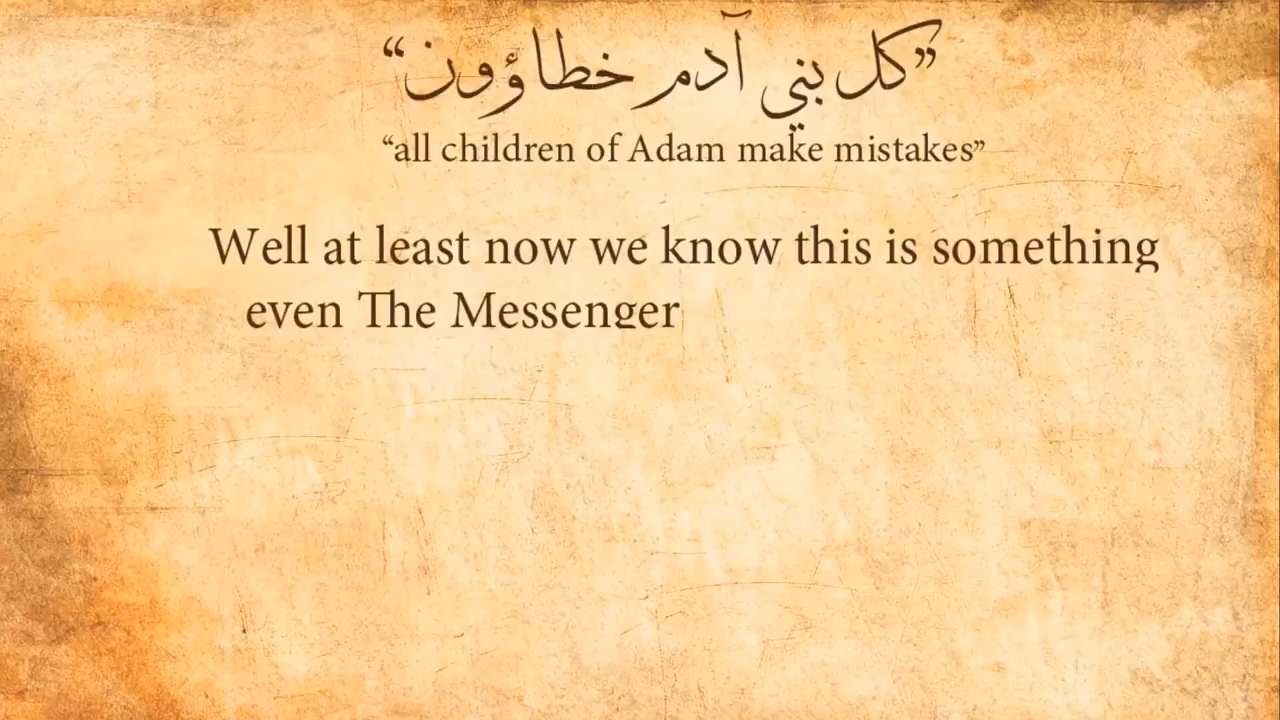 “كل بني آدم خطاؤون”
“all children of Adam make mistakes”
Well at least now we know this is something
even The Messenger